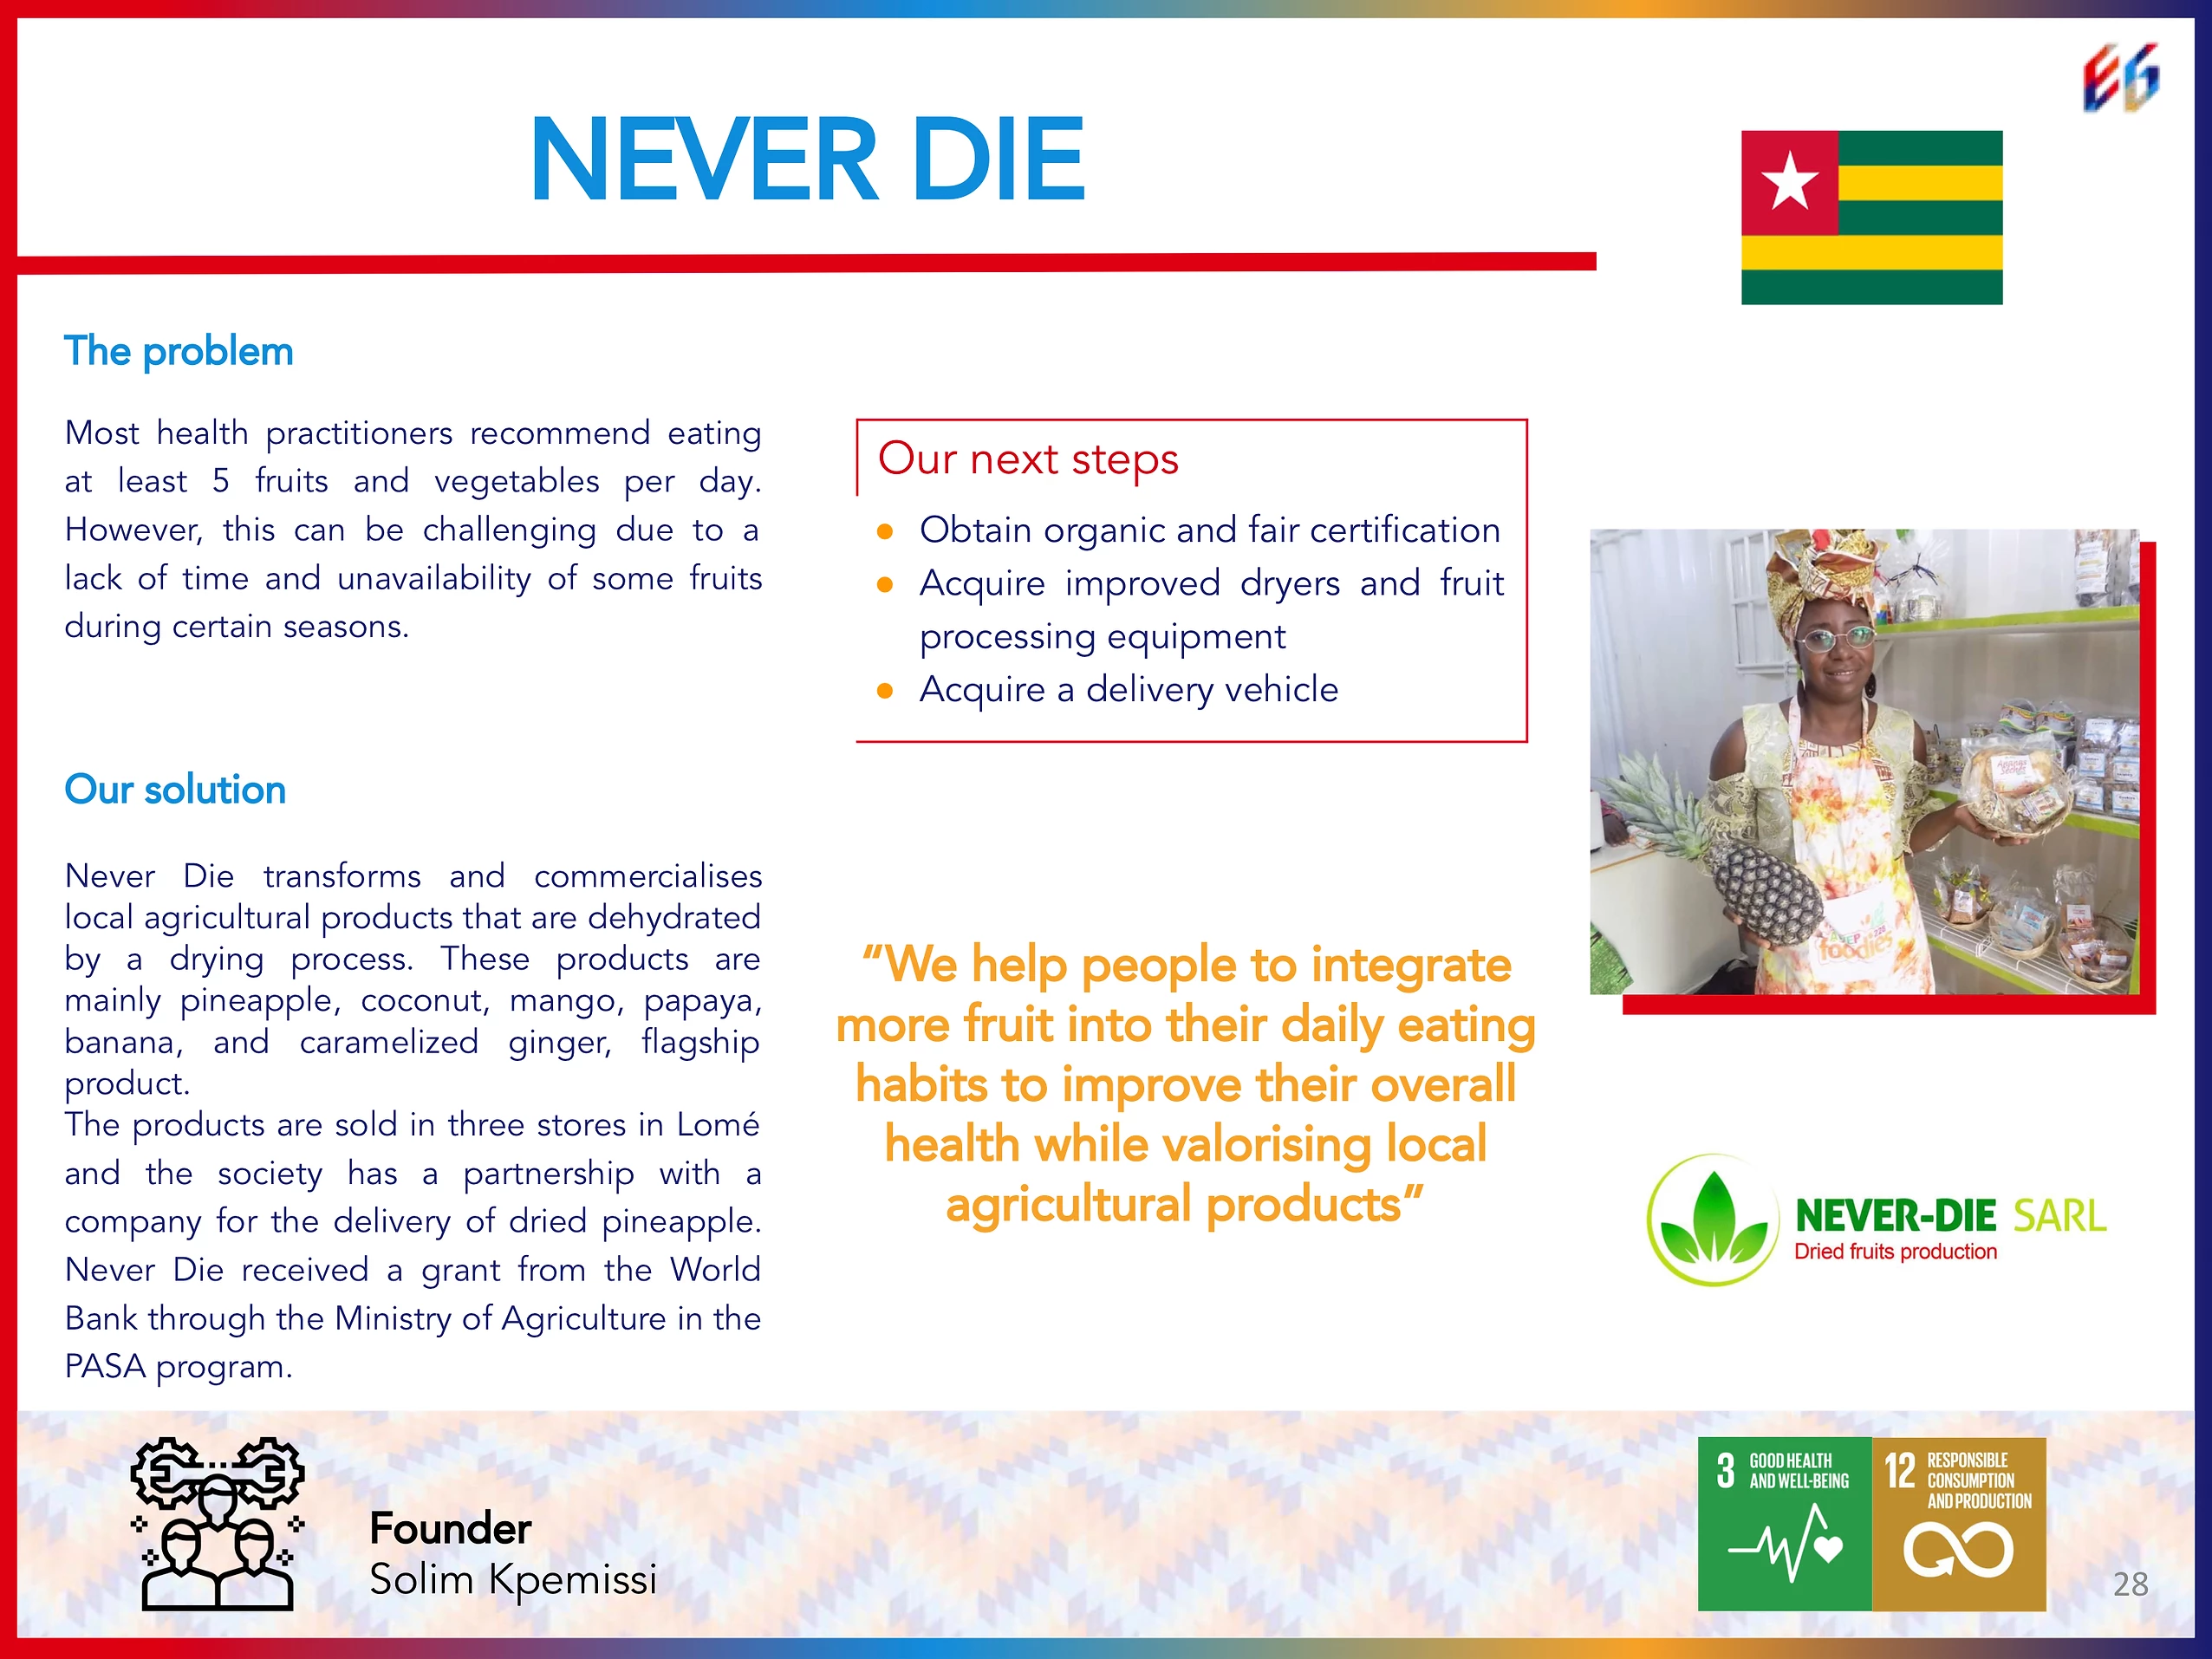 NEVER DIE
The problem
Most health practitioners recommend eating
at least 5 fruits and vegetables per day.
However, this can be challenging due to a
lack of time and unavailability of some fruits
during certain seasons.
Our solution
Never Die transforms and commercialises
local agricultural products that are dehydrated
by a drying process. These products are
mainly pineapple, coconut, mango, papaya,
banana, and caramelized ginger, flagship
product.
The products are sold in three stores in Lomé
and the society has a partnership with a
company for the delivery of dried pineapple.
Never Die received a grant from the World
Bank through the Ministry of Agriculture in the
PASA program.
Our next steps
● Obtain organic and fair certification
● Acquire improved dryers and fruit
processing equipment
● Acquire a delivery vehicle
“We help people to integrate
more fruit into their daily eating
habits to improve their overall
health while valorising local
agricultural products”
foodies
NEVER-DIE SARL
Dried fruits production
Founder
Solim Kpemissi
3 GOOD HEALTH
AND WELL-BEING
12 RESPONSIBLE
CONSUMPTION
AND PRODUCTION
28